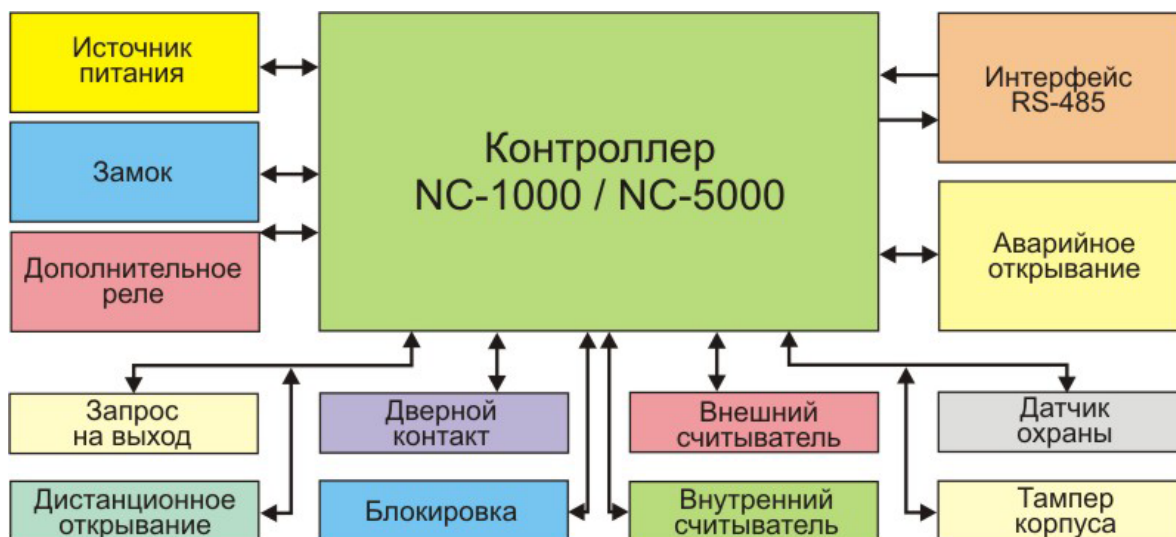 Источник
питания
Контроллер
NC-1000 / NC-5000
Интерфейс
RS-485
Замок
Дополнительное
реле
Аварийное
открывание
Запрос
на выход
Дверной
контакт
Внешний
считыватель
Датчик
охраны
Дистанционное
открывание
Блокировка
Внутренний
считыватель
Тампер
корпуса